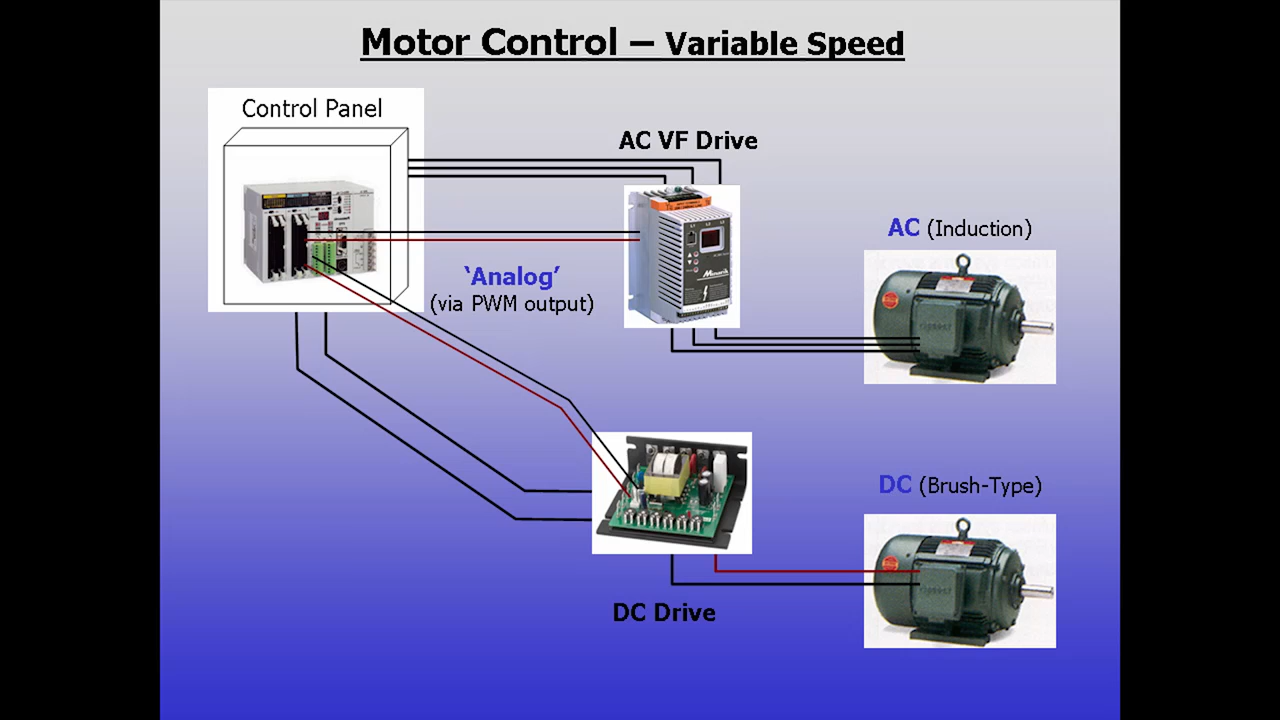 Motor Control – Variable Speed
Control Panel
AC VF Drive
AC (Induction)
‘Analog’
(via PWM output)
DC (Brush-Type)
DC Drive